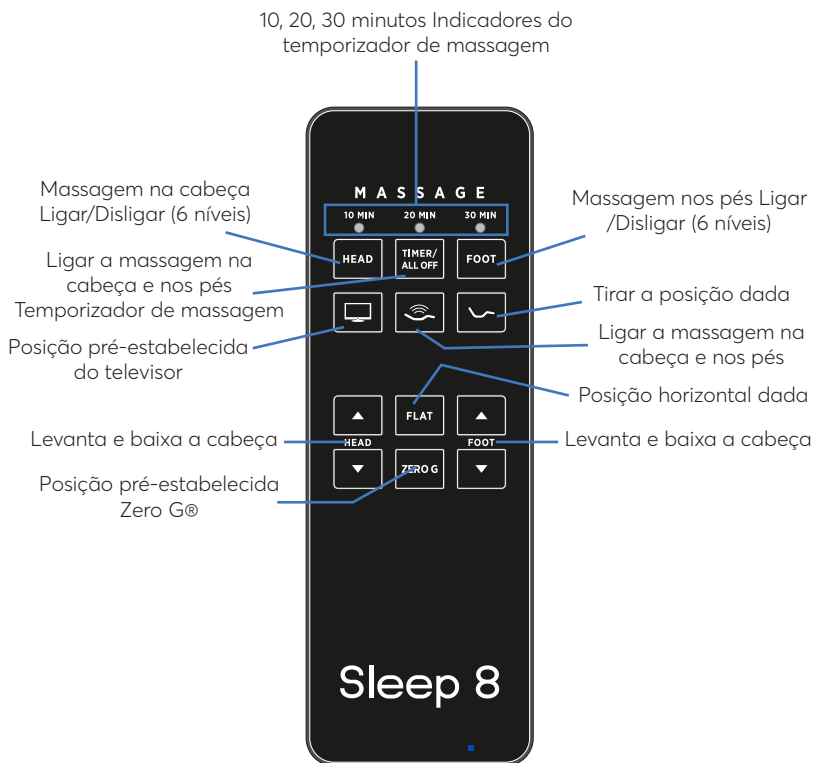 10, 20, 30 minutos Indicadores do
temporizador de massagem
MASSAGE
10 MIN 20 MIN 30 MIN
Massagem na cabeça
Ligar/Disligar (6 níveis)
Massagem nos pés Ligar
/Disligar (6 níveis)
HEAD
TIMER/
ALL OFF
FOOT
Ligar a massagem na
cabeça e nos pés
Temporizador de massagem
Tirar a posição dada
Posição pré-estabelecida
do televisor
Ligar a massagem na
cabeça e nos pés
Posição horizontal dada
FLAT
Levanta e baixa a cabeça
HEAD
FOOT
Levanta e baixa a cabeça
ZERO G
Posição pré-estabelecida
Zero G®
Sleep 8